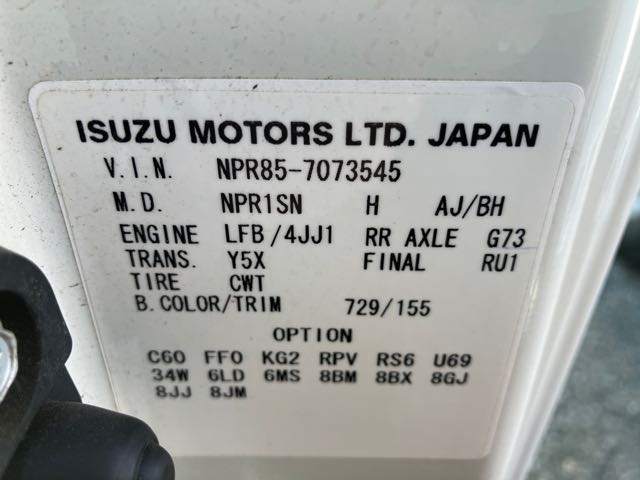 ISUZU MOTORS LTD. JAPAN
V.I.N. NPR85-7073545
M.D. NPR1SN H AJ/BH
ENGINE LFB/4JJ1 RR AXLE G73
TRANS. Y5X FINAL RU1
TIRE CWT
B.COLOR/TRIM 729/155
OPTION
C60 FF0 KG2 RPV RS6 U69
34W 6LD 6MS 8BM 8BX 8GJ
8JJ 8JM